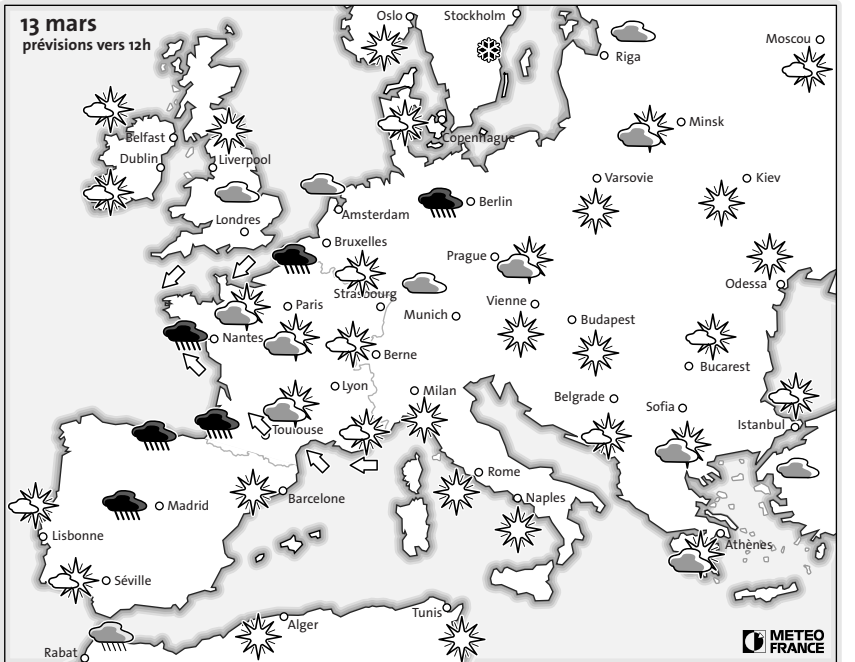 13 mars
prévisions vers 12h
Oslo
Stockholm
Moscou
Riga
Minsk
Belfast
Copenhague
Dublin
Liverpool
Varsovie
Kiev
Berlin
Amsterdam
Londres
Bruxelles
Prague
Odessa
Strasbourg
Paris
Vienne
Munich
Budapest
Nantes
Berne
Bucarest
Lyon
Milan
Belgrade
Sofia
Istanbul
Toulouse
Rome
Barcelone
Naples
Madrid
Lisbonne
Athènes
Séville
Tunis
Alger
Rabat
METEO
FRANCE